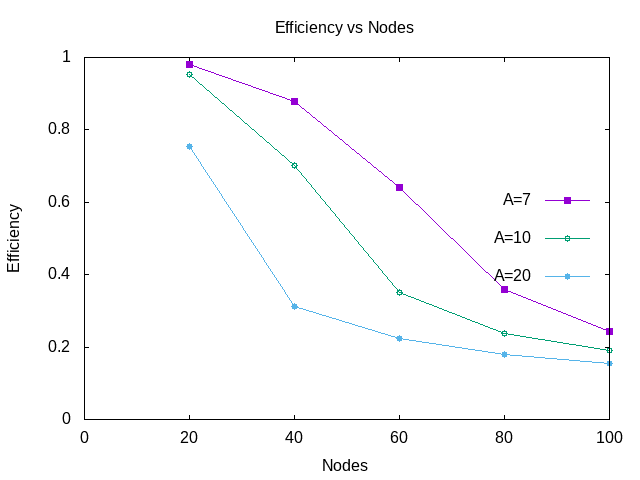 Efficiency vs Nodes
1
0.8
0.6
0.4
0.2
0
Efficiency
A=7
A=10
A=20
0 20 40 60 80 100
Nodes